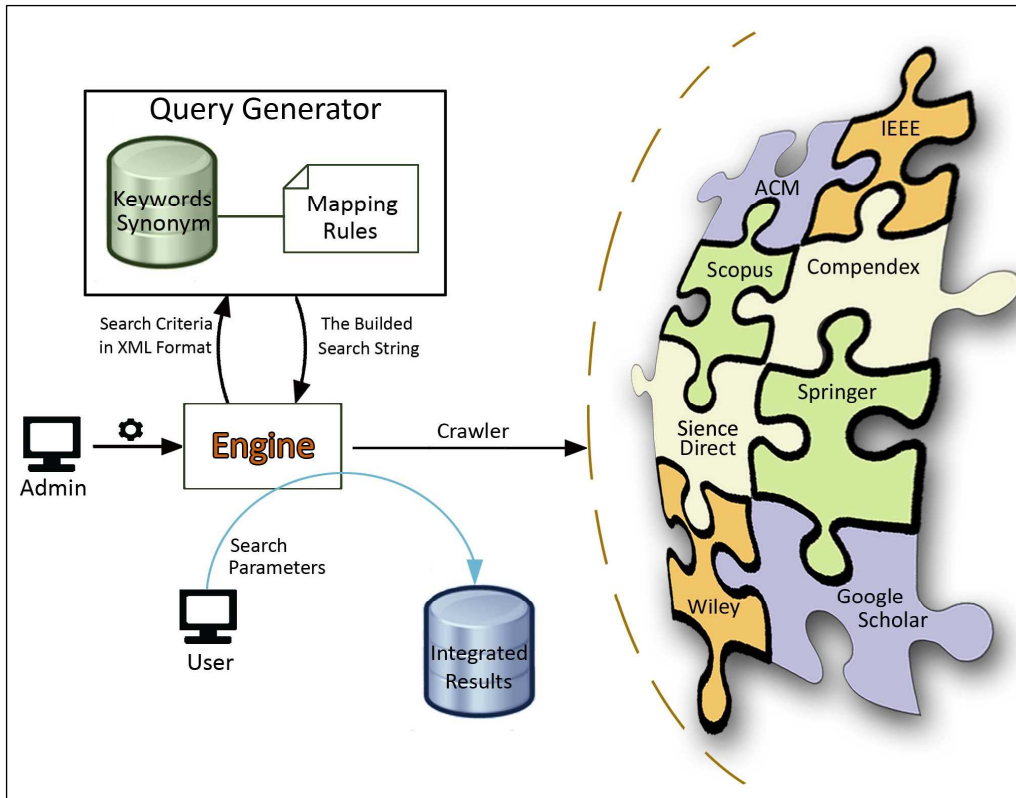 Query Generator
Keywords
Synonym
Mapping
Rules
Search Criteria
in XML Format
The Builded
Search String
Engine
Crawler
Admin
Search
Parameters
User
Integrated
Results
IEEE
ACM
Scopus
Compendex
Springer
Sience
Direct
Wiley
Google
Scholar